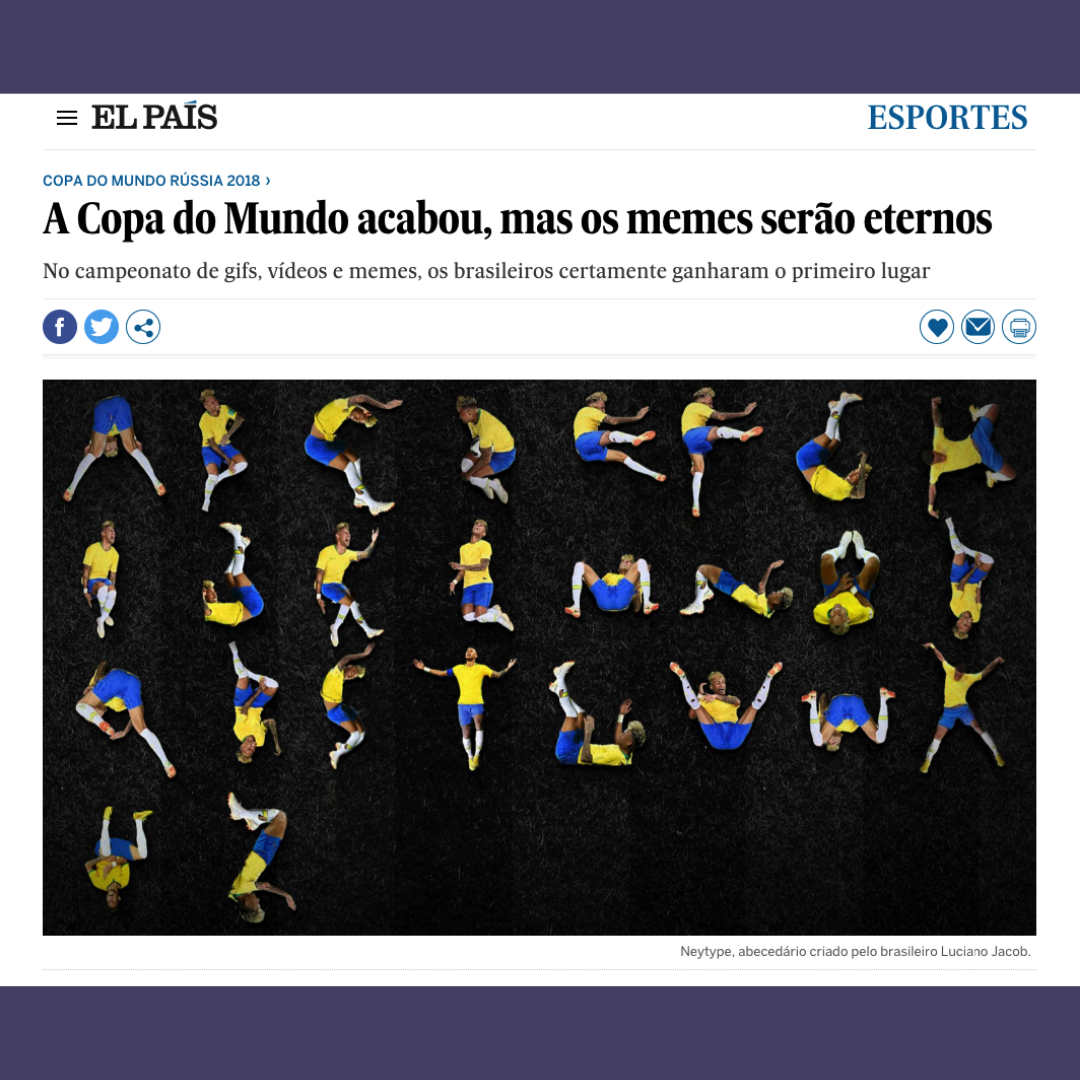 EL PAÍS
ESPORTES
COPA DO MUNDO RÚSSIA 2018 ›
A Copa do Mundo acabou, mas os memes serão eternos
No campeonato de gifs, vídeos e memes, os brasileiros certamente ganharam o primeiro lugar
Neytype, abecedário criado pelo brasileiro Luciano Jacob.